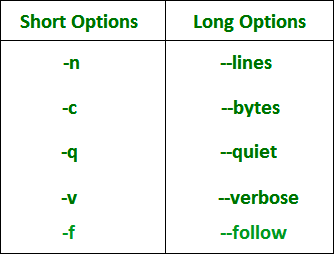 Short Options Long Options
-n --lines
-c --bytes
-q --quiet
-v --verbose
-f --follow